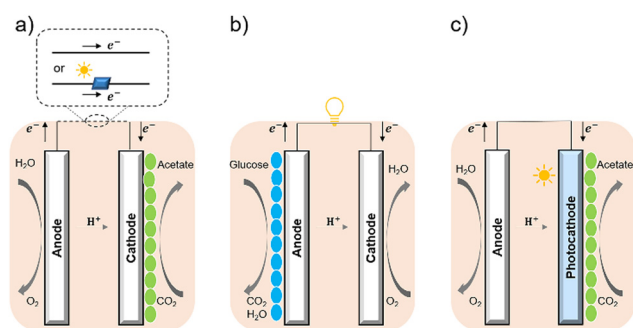 a)
b)
c)
e⁻
or
e⁻
e⁻
e⁻
H₂O
Acetate
Anode
H⁺
Cathode
O₂
CO₂
e⁻
e⁻
Glucose
H₂O
Anode
H⁺
Cathode
CO₂
H₂O
O₂
e⁻
e⁻
H₂O
Acetate
Anode
H⁺
Photocathode
O₂
CO₂